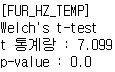 [FUR_HZ_TEMP]
Welch's t-test
t 통계량 : 7.099
p-value : 0.0